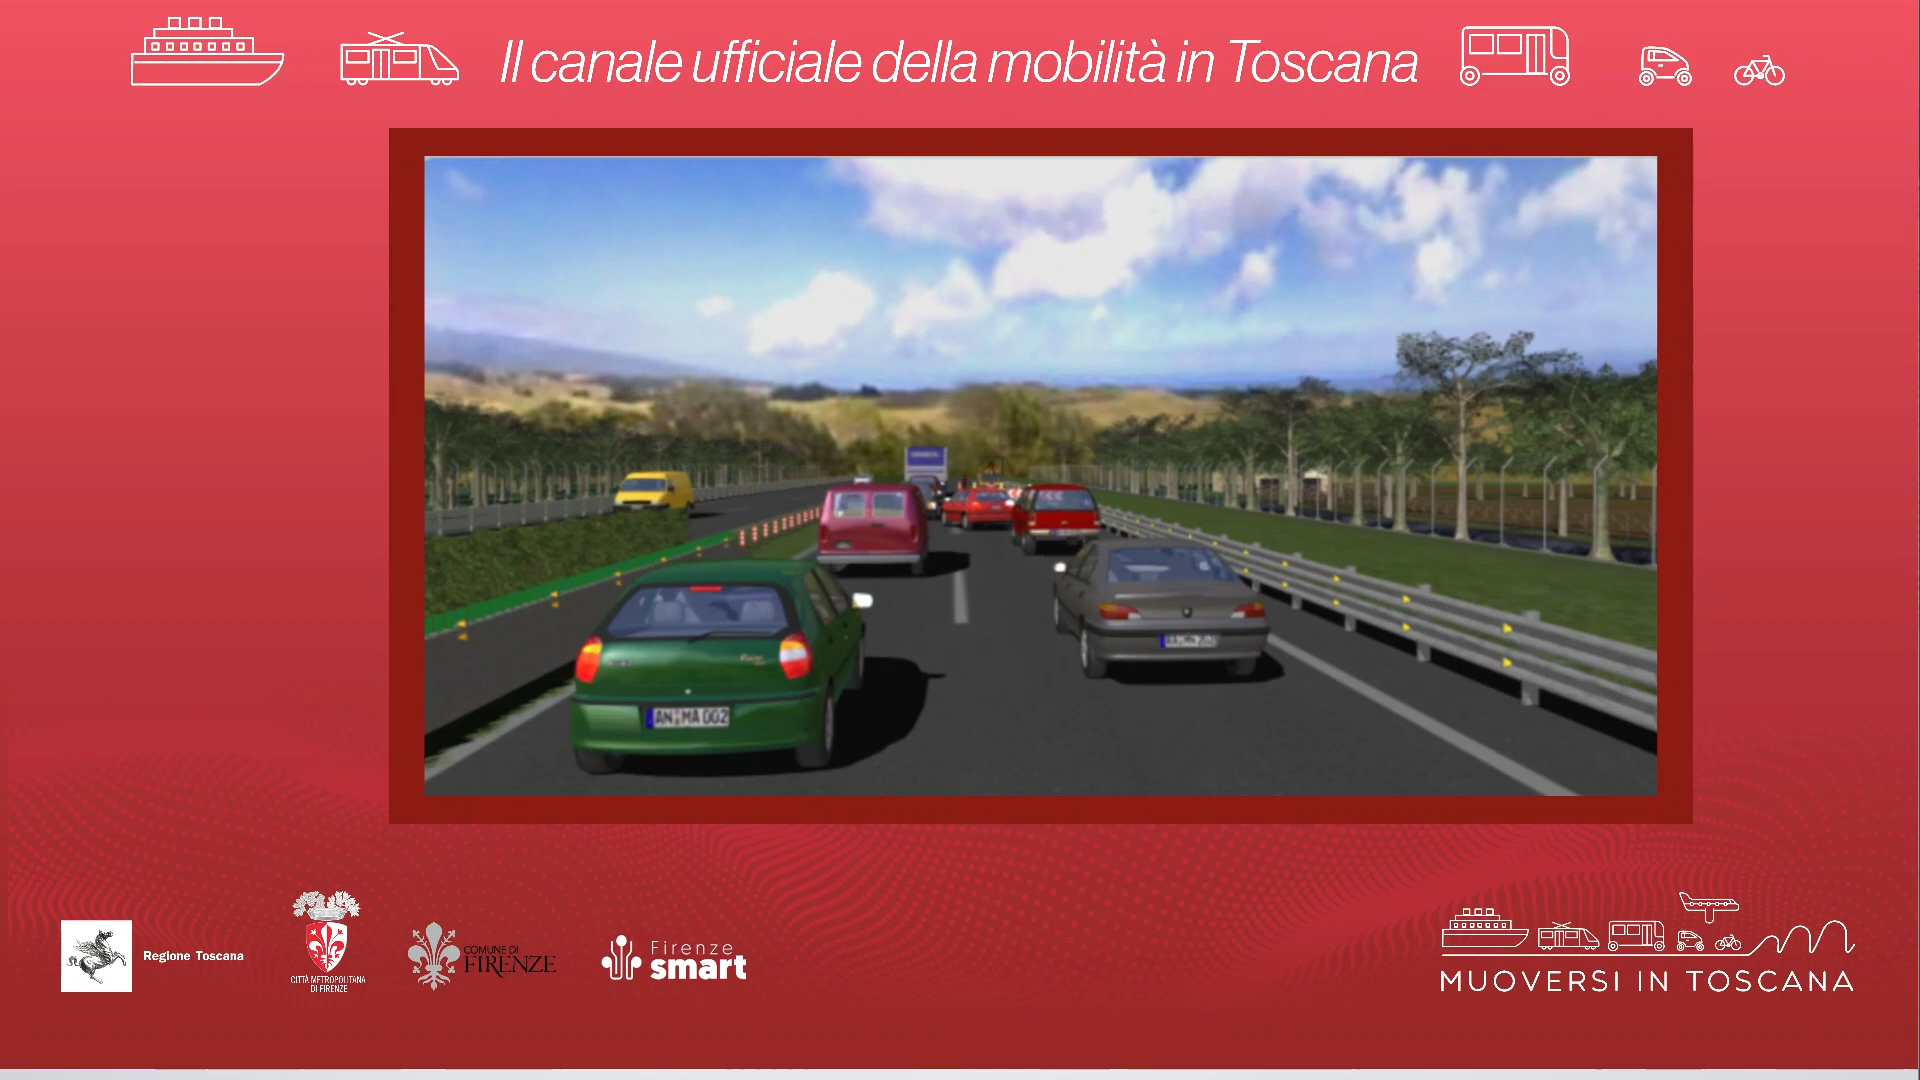 Il canale ufficiale della mobilità in Toscana
AN MA 002
Regione Toscana
CITTÀ METROPOLITANA
DI FIRENZE
COMUNE DI
FIRENZE
Firenze
smart
MUOVERSI IN TOSCANA